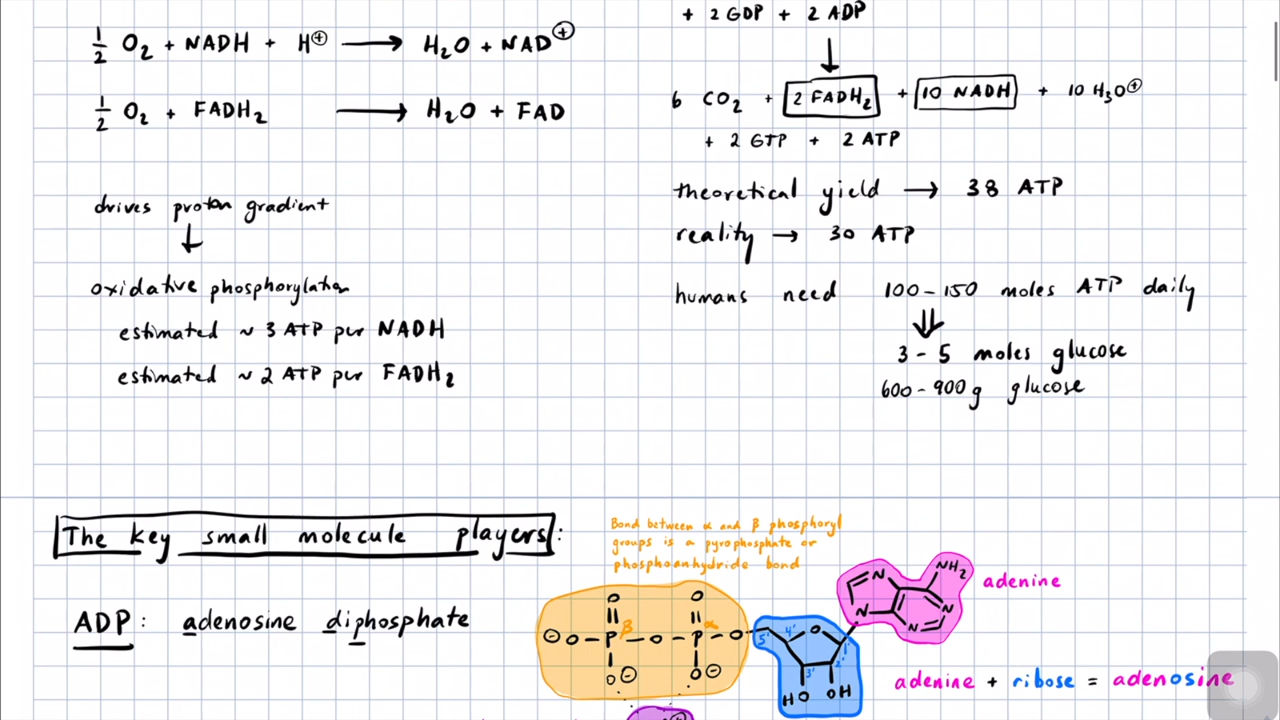 + 2 GDP + 2 ADP
½ O₂ + NADH + H⊕ ⟶ H₂O + NAD⊕
½ O₂ + FADH₂ ⟶ H₂O + FAD
drives proton gradient
↓
oxidative phosphorylation
estimated ~ 3 ATP per NADH
estimated ~ 2 ATP per FADH₂
↓
6 CO₂ + 2 FADH₂ + 10 NADH + 10 H₃O⊕
+ 2 GTP + 2 ATP
theoretical yield → 38 ATP
reality → 30 ATP
humans need 100-150 moles ATP daily
⇓
3 - 5 moles glucose
600-900g glucose
The key small molecule players:
ADP: adenosine diphosphate
Bond between α and β phosphoryl
groups is a pyrophosphate or
phosphoanhydride bond
O O
⊖ O - P β - O - P α - O
O⊖ O⊖
5' 4' O 1'
3' 2'
HO OH
N NH₂
N N
N
adenine
adenine + ribose = adenosine